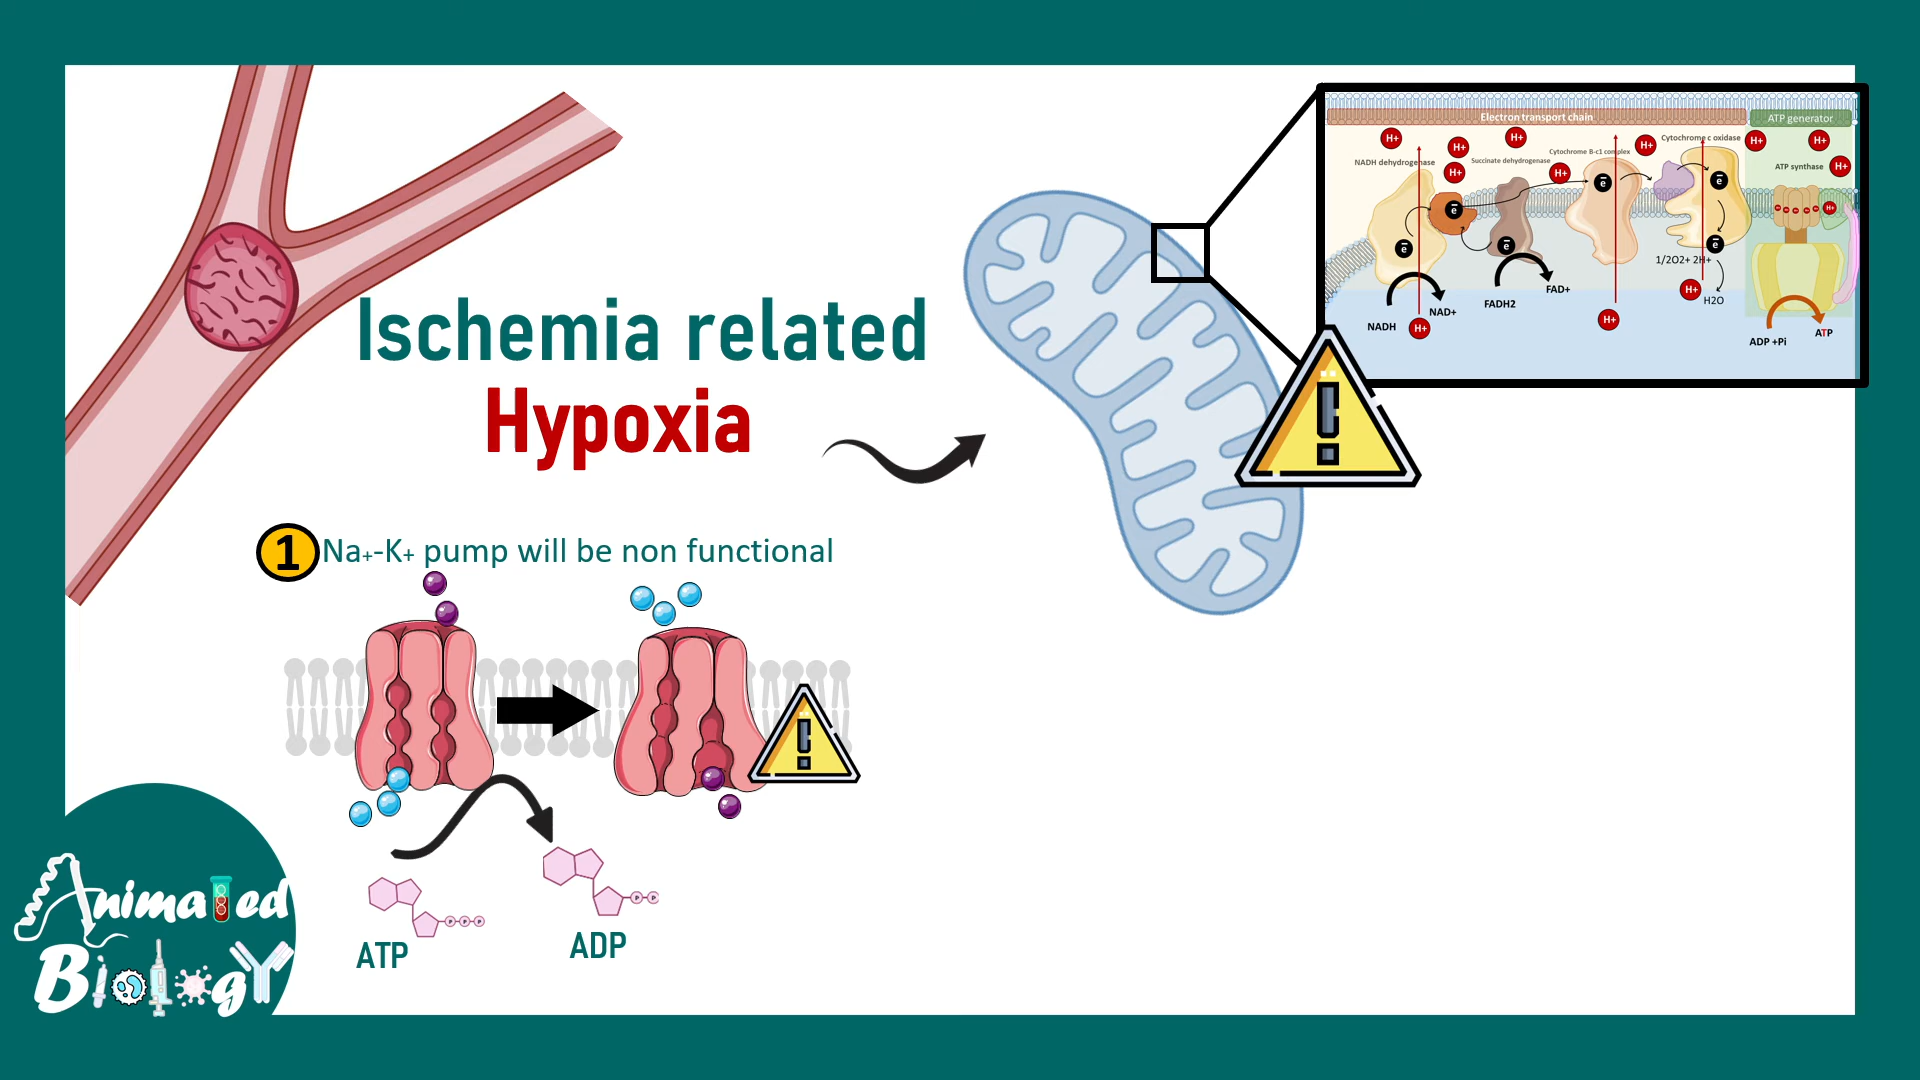 Ischemia related
Hypoxia
1 Na+-K+ pump will be non functional
ATP
ADP
P P P
P P
Animated
Biology
Electron transport chain
ATP generator
NADH dehydrogenase
Succinate dehydrogenase
Cytochrome B-c1 complex
Cytochrome c oxidase
ATP synthase
H+ H+ H+ H+ H+ H+ H+ H+ H+
H+
e e e e e e
1/2O2+ 2H+
H2O
NADH
NAD+
FADH2
FAD+
H+ H+ H+
ADP +Pi
ATP